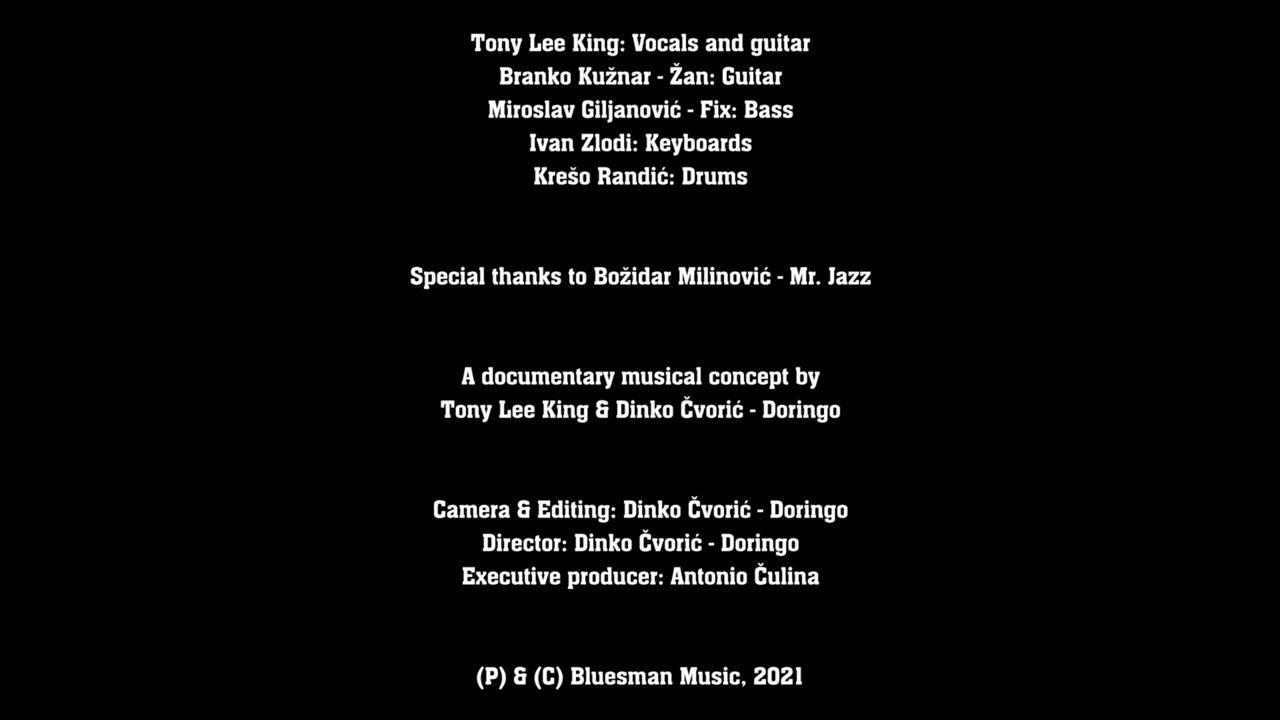 Tony Lee King: Vocals and guitar
Branko Kužnar - Žan: Guitar
Miroslav Giljanović - Fix: Bass
Ivan Zlodi: Keyboards
Krešo Randić: Drums
Special thanks to Božidar Milinović - Mr. Jazz
A documentary musical concept by
Tony Lee King & Dinko Čvorić - Doringo
Camera & Editing: Dinko Čvorić - Doringo
Director: Dinko Čvorić - Doringo
Executive producer: Antonio Čulina
(P) & (C) Bluesman Music, 2021